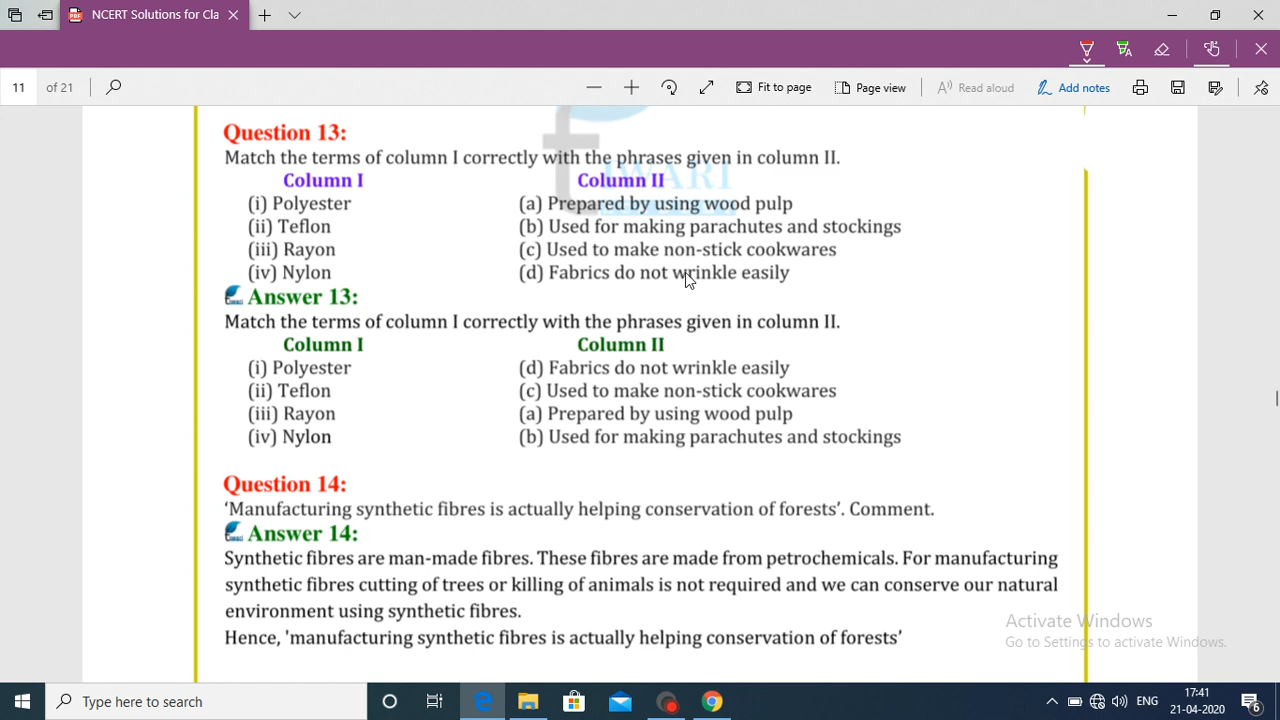 NCERT Solutions for Cla
11 of 21
Fit to page
Page view
Read aloud
Add notes
Question 13:
Match the terms of column I correctly with the phrases given in column II.
Column I Column II
(i) Polyester (a) Prepared by using wood pulp
(ii) Teflon (b) Used for making parachutes and stockings
(iii) Rayon (c) Used to make non-stick cookwares
(iv) Nylon (d) Fabrics do not wrinkle easily
Answer 13:
Match the terms of column I correctly with the phrases given in column II.
Column I Column II
(i) Polyester (d) Fabrics do not wrinkle easily
(ii) Teflon (c) Used to make non-stick cookwares
(iii) Rayon (a) Prepared by using wood pulp
(iv) Nylon (b) Used for making parachutes and stockings
Question 14:
‘Manufacturing synthetic fibres is actually helping conservation of forests’. Comment.
Answer 14:
Synthetic fibres are man-made fibres. These fibres are made from petrochemicals. For manufacturing
synthetic fibres cutting of trees or killing of animals is not required and we can conserve our natural
environment using synthetic fibres.
Hence, 'manufacturing synthetic fibres is actually helping conservation of forests’
Activate Windows
Go to Settings to activate Windows.
Type here to search
ENG
17:41
21-04-2020
6